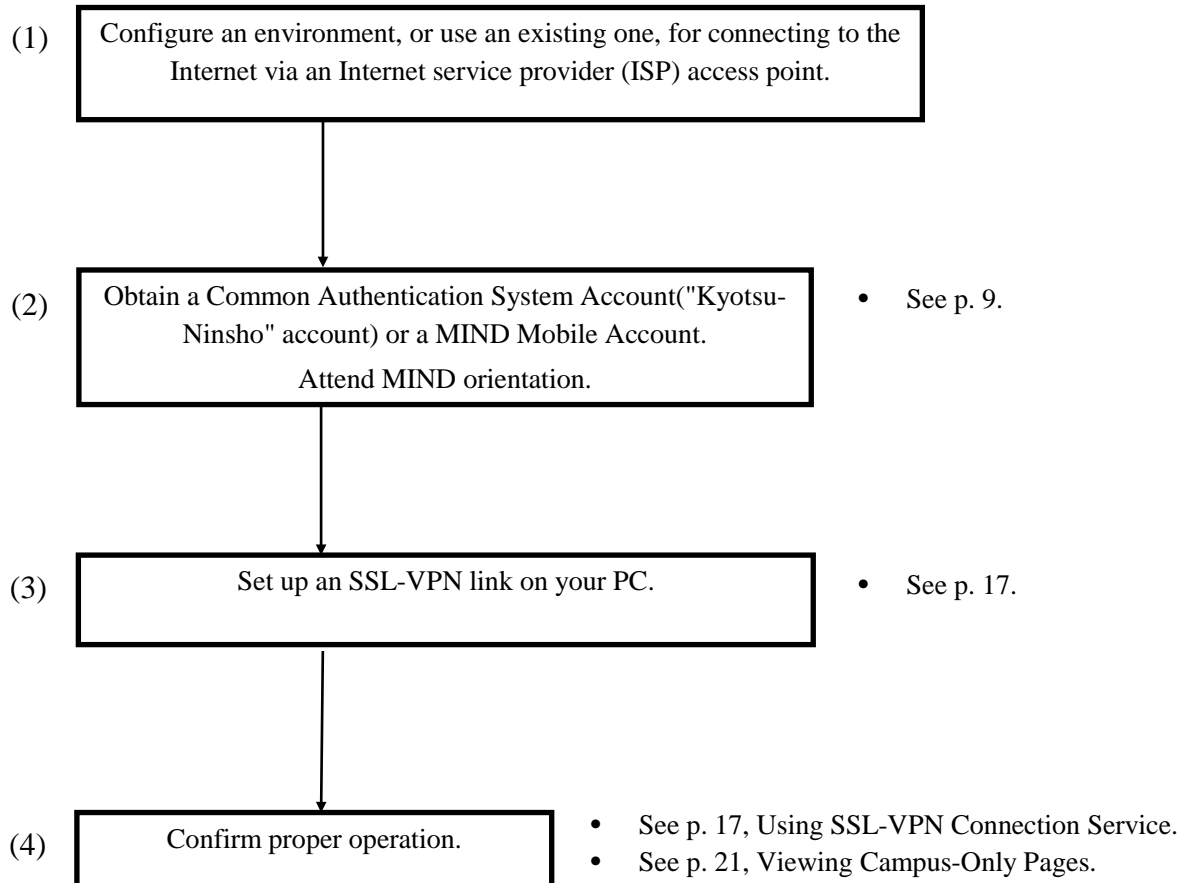 (1)
Configure an environment, or use an existing one, for connecting to the
Internet via an Internet service provider (ISP) access point.
(2)
Obtain a Common Authentication System Account("Kyotsu-
Ninsho" account) or a MIND Mobile Account.
Attend MIND orientation.
• See p. 9.
(3)
Set up an SSL-VPN link on your PC.
• See p. 17.
(4)
Confirm proper operation.
• See p. 17, Using SSL-VPN Connection Service.
• See p. 21, Viewing Campus-Only Pages.